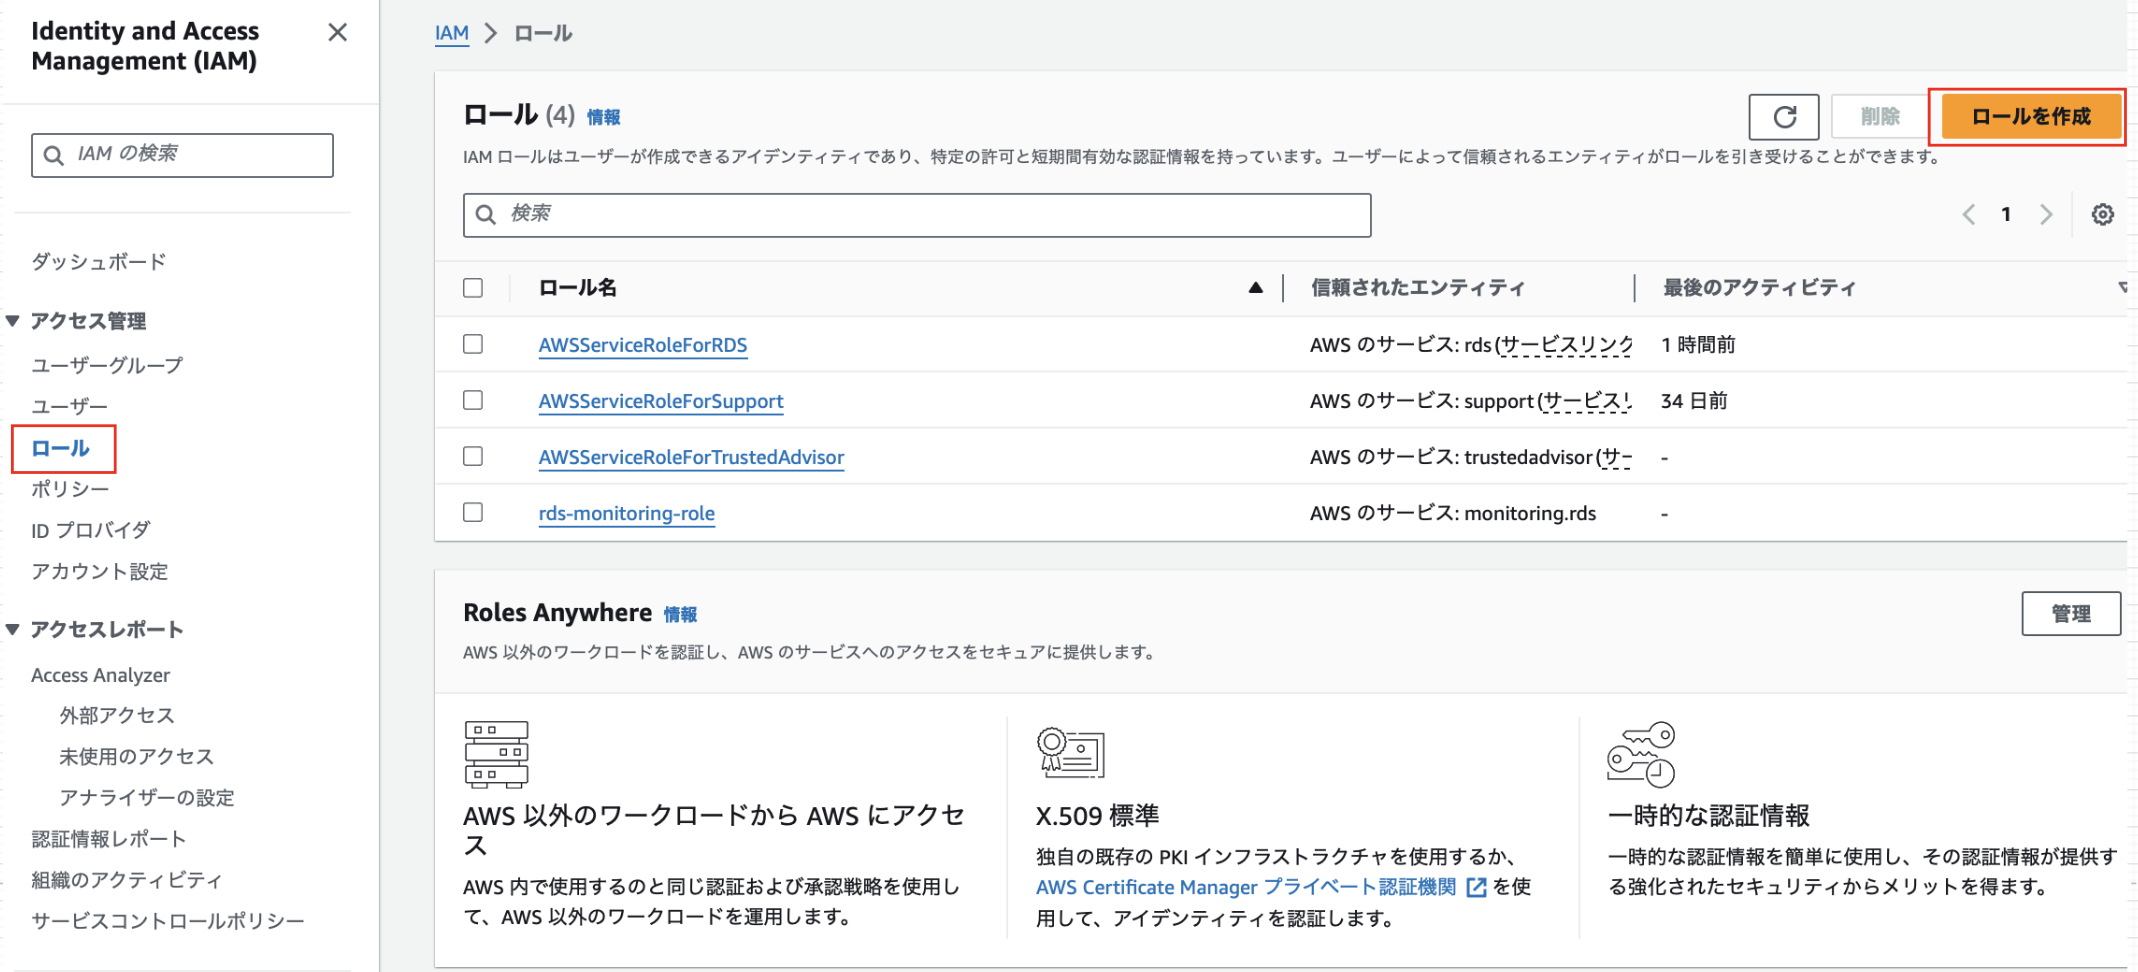 Identity and Access
Management (IAM)
IAM の検索
ダッシュボード
アクセス管理
ユーザーグループ
ユーザー
ロール
ポリシー
ID プロバイダ
アカウント設定
アクセスレポート
Access Analyzer
外部アクセス
未使用のアクセス
アナライザーの設定
認証情報レポート
組織のアクティビティ
サービスコントロールポリシー
IAM ロール
ロール (4) 情報
削除
ロールを作成
IAM ロールはユーザーが作成できるアイデンティティであり、特定の許可と短期間有効な認証情報を持っています。ユーザーによって信頼されるエンティティがロールを引き受けることができます。
検索
1
ロール名 信頼されたエンティティ 最後のアクティビティ
AWSServiceRoleForRDS AWS のサービス: rds (サービスリンク 1 時間前
AWSServiceRoleForSupport AWS のサービス: support (サービスリ 34 日前
AWSServiceRoleForTrustedAdvisor AWS のサービス: trustedadvisor (サー -
rds-monitoring-role AWS のサービス: monitoring.rds -
Roles Anywhere 情報
管理
AWS 以外のワークロードを認証し、AWS のサービスへのアクセスをセキュアに提供します。
AWS 以外のワークロードから AWS にアクセ
ス
AWS 内で使用するのと同じ認証および承認戦略を使用し
て、AWS 以外のワークロードを運用します。
X.509 標準
独自の既存の PKI インフラストラクチャを使用するか、
AWS Certificate Manager プライベート認証機関 を使
用して、アイデンティティを認証します。
一時的な認証情報
一時的な認証情報を簡単に使用し、その認証情報が提供す
る強化されたセキュリティからメリットを得ます。